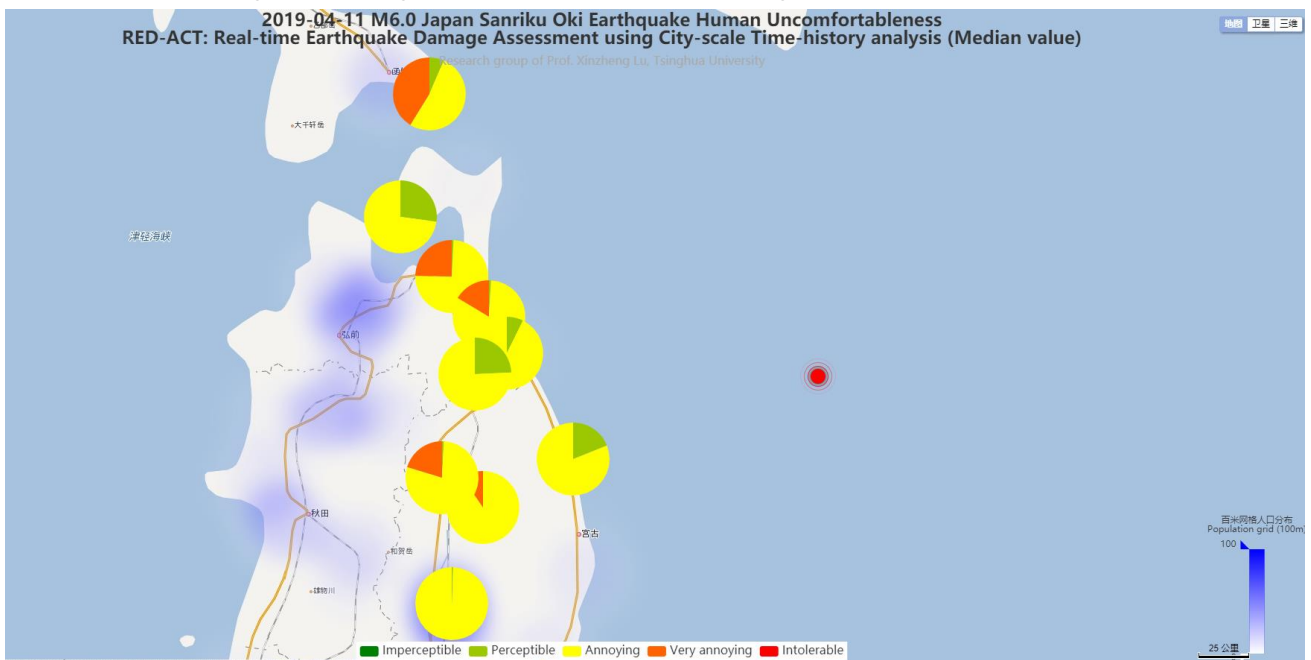 2019-04-11 M6.0 Japan Sanriku Oki Earthquake Human Uncomfortableness
RED-ACT: Real-time Earthquake Damage Assessment using City-scale Time-history analysis (Median value)
Research group of Prof. Xinzheng Lu, Tsinghua University
地图 卫星 三维
大千轩岳
津轻海峡
弘前
秋田
和贺岳
宫古
雄物川
百米网格人口分布
Population grid (100m)
100
25 公里
Imperceptible Perceptible Annoying Very annoying Intolerable